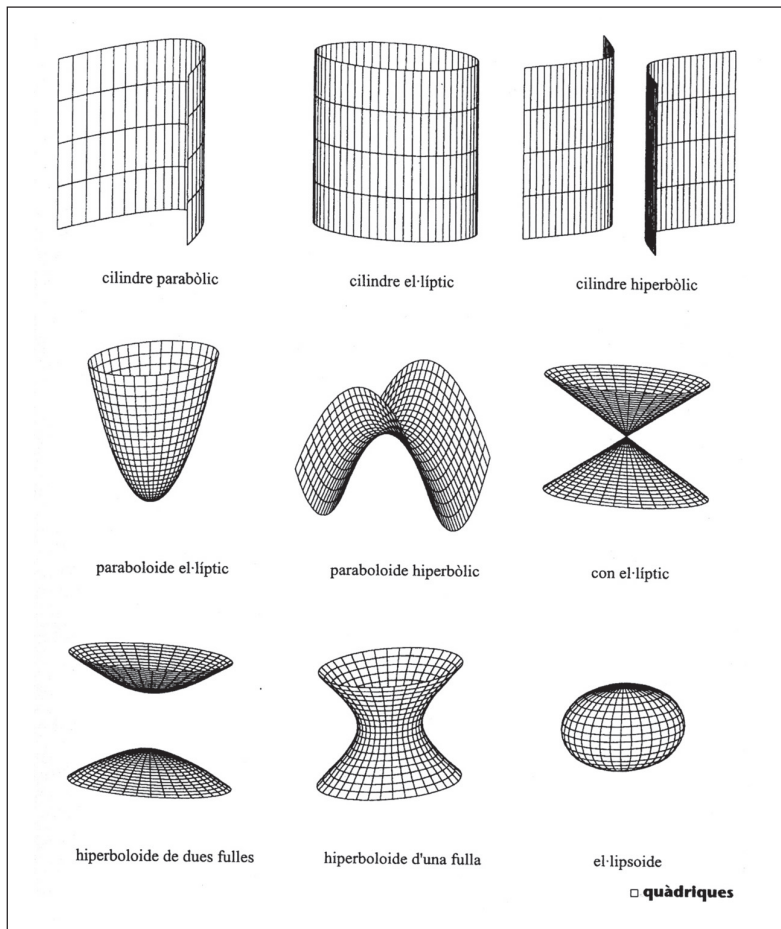 cilindre parabòlic
cilindre el·líptic
cilindre hiperbòlic
paraboloide el·líptic
paraboloide hiperbòlic
con el·líptic
hiperboloide de dues fulles
hiperboloide d'una fulla
el·lipsoide
□ quàdriques